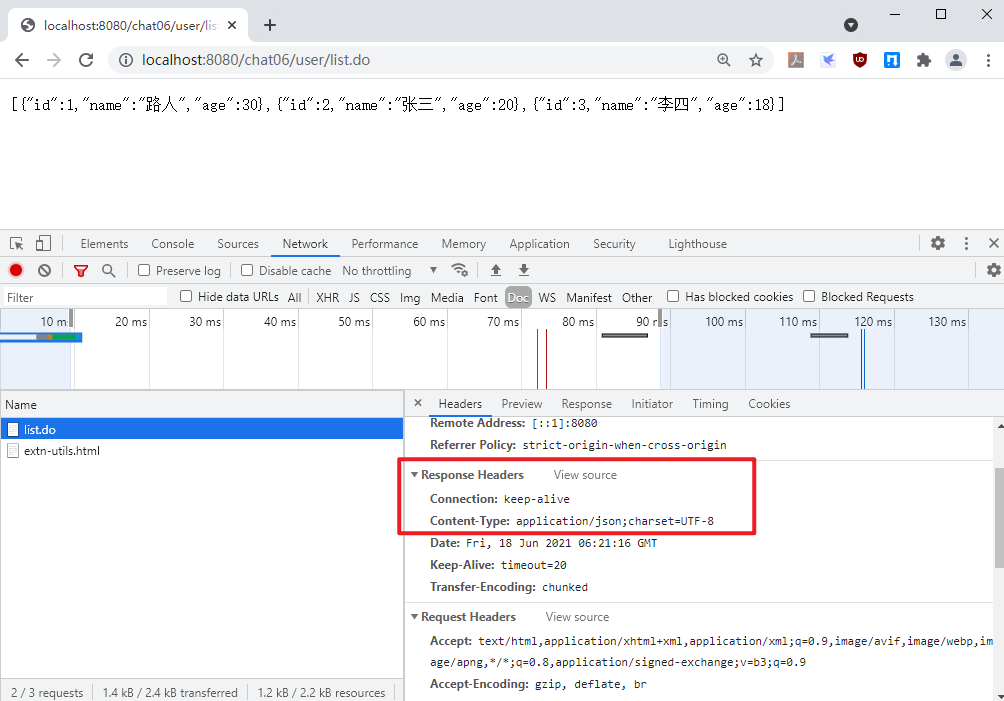 localhost:8080/chat06/user/lis
localhost:8080/chat06/user/list.do
[{"id":1,"name":"路人","age":30},{"id":2,"name":"张三","age":20},{"id":3,"name":"李四","age":18}]
Elements Console Sources Network Performance Memory Application Security Lighthouse
Preserve log Disable cache No throttling
Filter Hide data URLs All XHR JS CSS Img Media Font Doc WS Manifest Other Has blocked cookies Blocked Requests
10 m 20 ms 30 ms 40 ms 50 ms 60 ms 70 ms 80 ms 90 ms 100 ms 110 ms 120 ms 130 ms
Name
list.do
extn-utils.html
2 / 3 requests 1.4 kB / 2.4 kB transferred 1.2 kB / 2.2 kB resources
Headers Preview Response Initiator Timing Cookies
Remote Address: [::1]:8080
Referrer Policy: strict-origin-when-cross-origin
Response Headers View source
Connection: keep-alive
Content-Type: application/json;charset=UTF-8
Date: Fri, 18 Jun 2021 06:21:16 GMT
Keep-Alive: timeout=20
Transfer-Encoding: chunked
Request Headers View source
Accept: text/html,application/xhtml+xml,application/xml;q=0.9,image/avif,image/webp,im
age/apng,*/*;q=0.8,application/signed-exchange;v=b3;q=0.9
Accept-Encoding: gzip, deflate, br